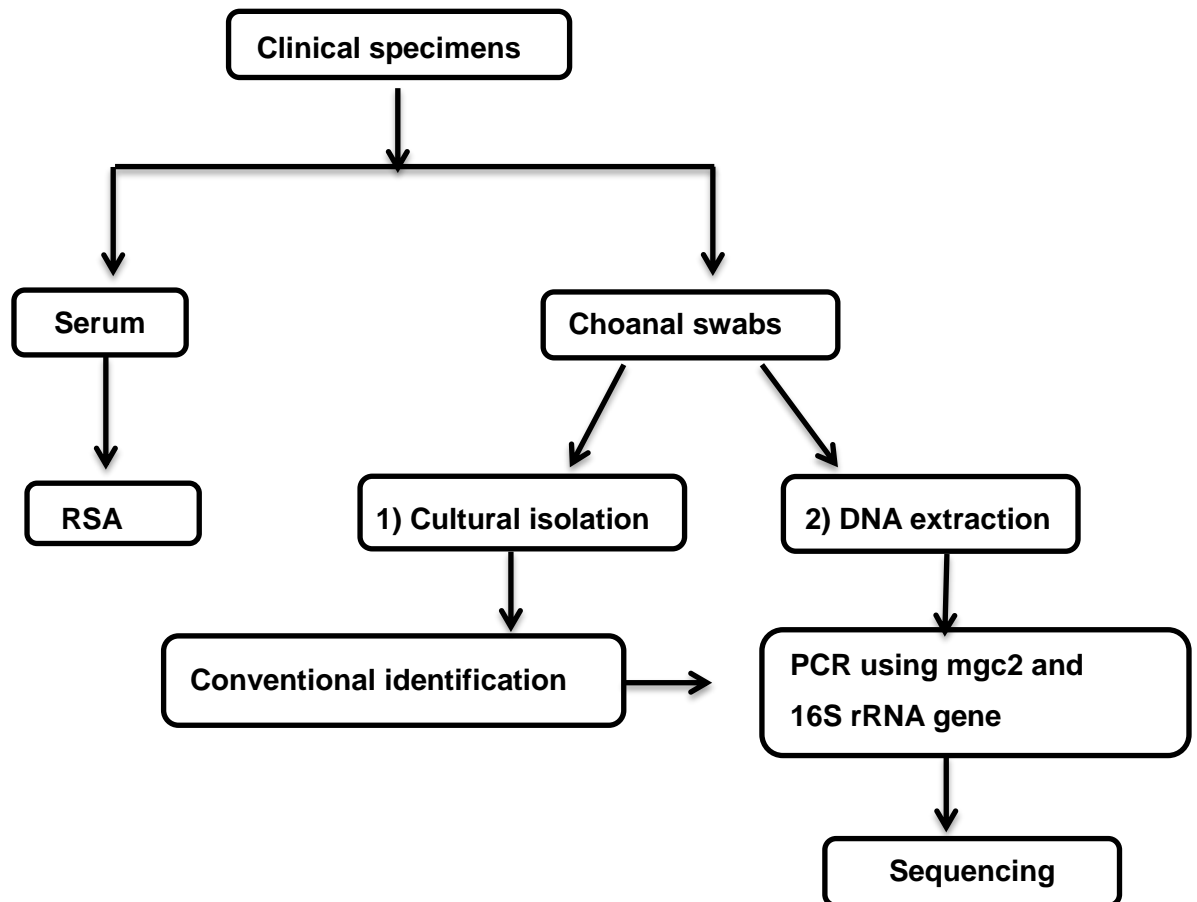 Clinical specimens
Serum
Choanal swabs
RSA
1) Cultural isolation
2) DNA extraction
Conventional identification
PCR using mgc2 and
16S rRNA gene
Sequencing